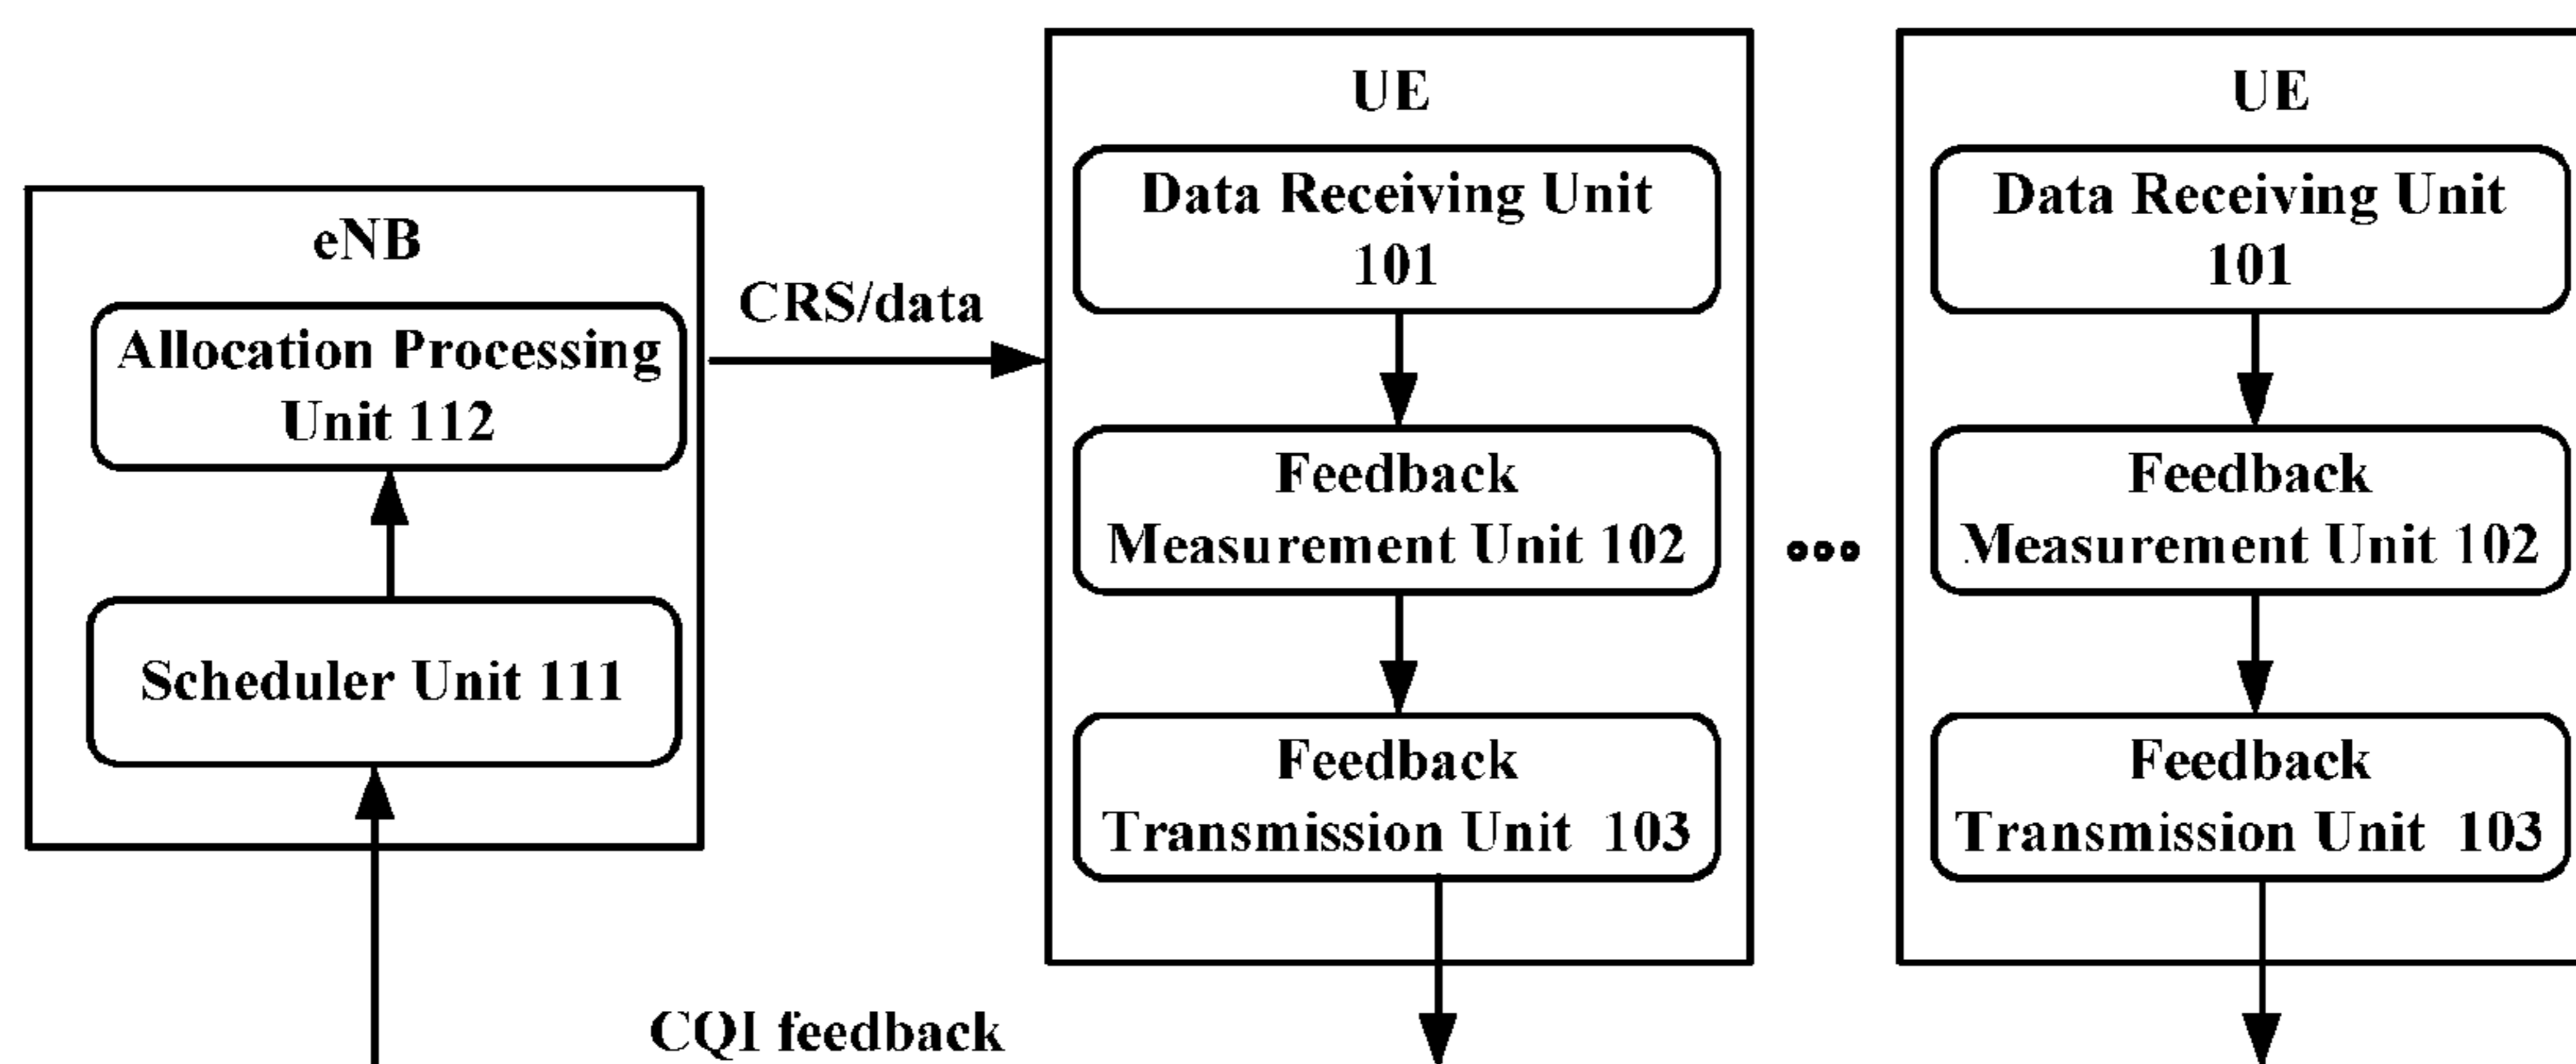 eNB
Allocation Processing
Unit 112
Scheduler Unit 111
CRS/data
CQI feedback
UE
Data Receiving Unit
101
Feedback
Measurement Unit 102
Feedback
Transmission Unit 103
UE
Data Receiving Unit
101
Feedback
Measurement Unit 102
Feedback
Transmission Unit 103